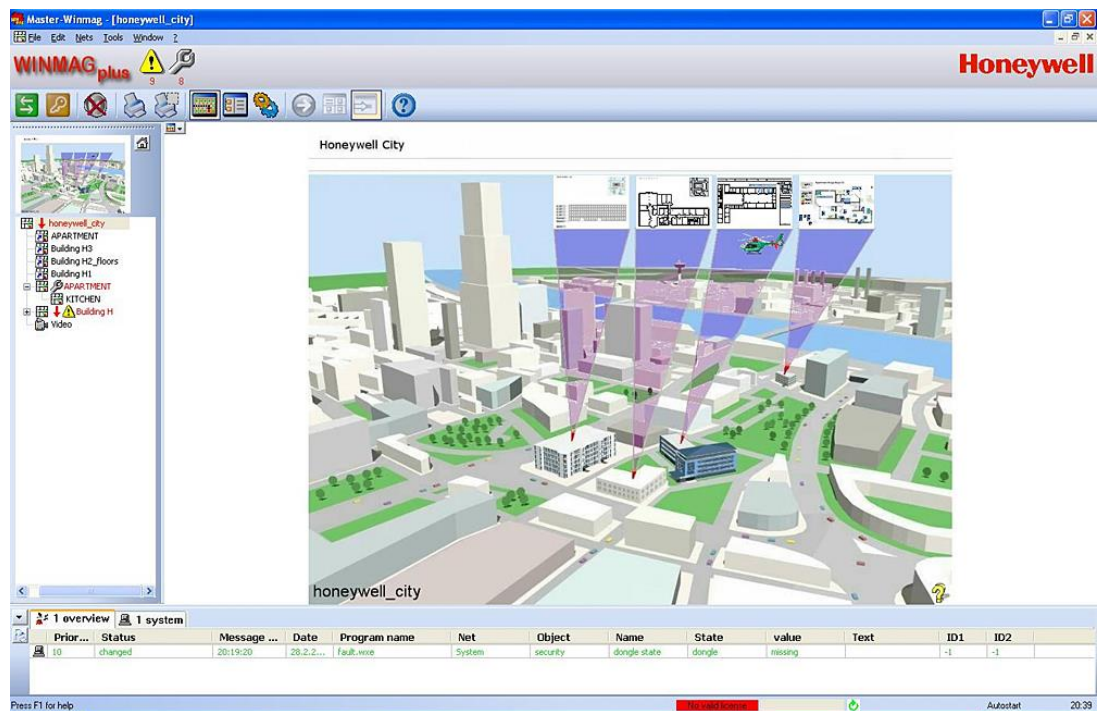 Master-Winmag - [honeywell_city]
File Edit Nets Tools Window ?
WINMAG plus
9 8
Honeywell
Honeywell City
honeywell_city
APARTMENT
Building H3
Building H2_floors
Building H1
APARTMENT
KITCHEN
Building H
Video
honeywell_city
1 overview 1 system
Prior... Status Message ... Date Program name Net Object Name State value Text ID1 ID2
10 changed 20:19:20 28.2.2... fault.wxe System security dongle state dongle missing -1 -1
Press F1 for help No valid license Autostart 20:39